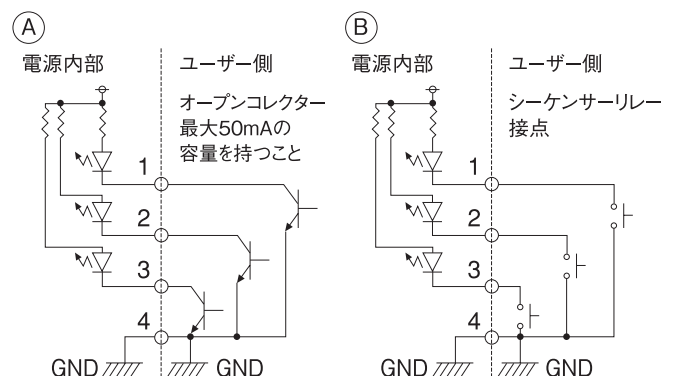 A
電源内部
ユーザー側
オープンコレクター
最大50mAの
容量を持つこと
1
2
3
4
GND
GND
B
電源内部
ユーザー側
シーケンサーリレー
接点
1
2
3
4
GND
GND